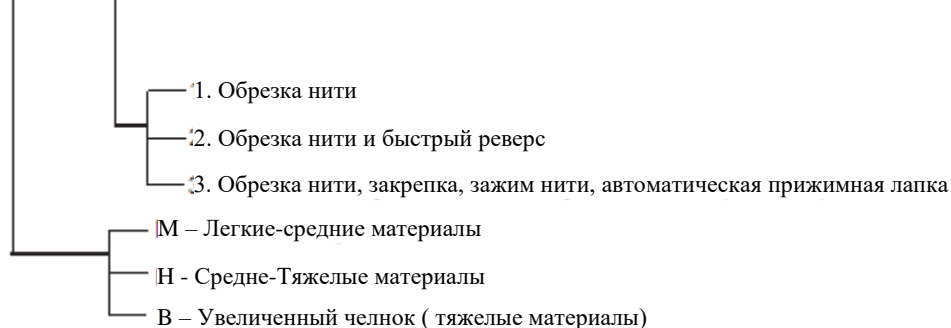 1. Обрезка нити
2. Обрезка нити и быстрый реверс
3. Обрезка нити, закрепка, зажим нити, автоматическая прижимная лапка
М – Легкие-средние материалы
Н - Средне-Тяжелые материалы
В – Увеличенный челнок ( тяжелые материалы)